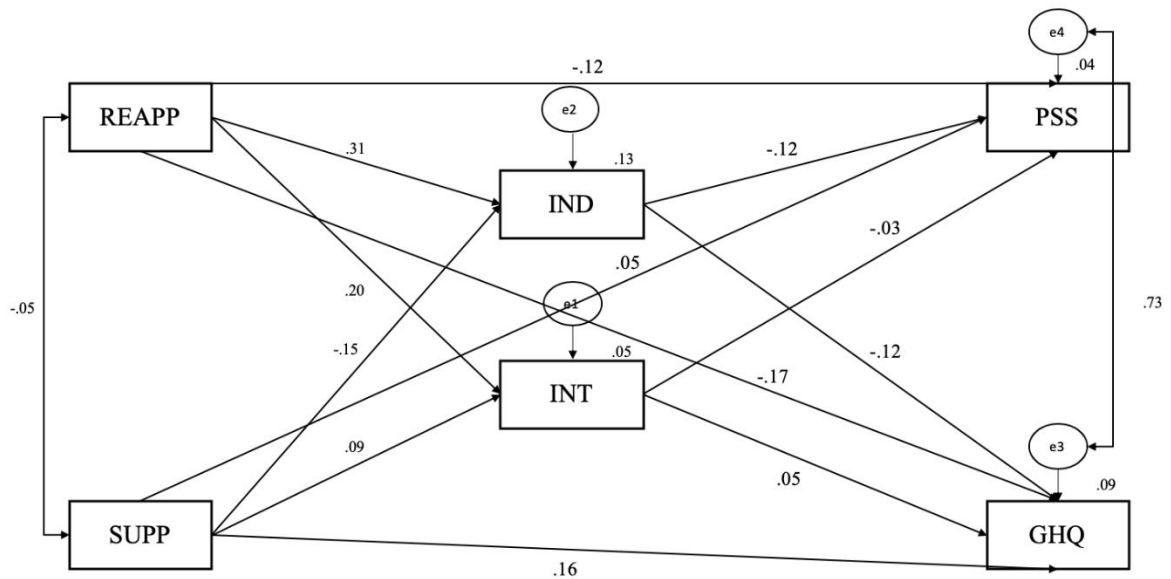 e4
-.12
.04
REAPP
e2
PSS
.31
.13
-.12
IND
-.03
.05
-.05
.20
e1
.73
-.15
.05
-.12
-.17
INT
.09
e3
.05
.09
SUPP
GHQ
.16